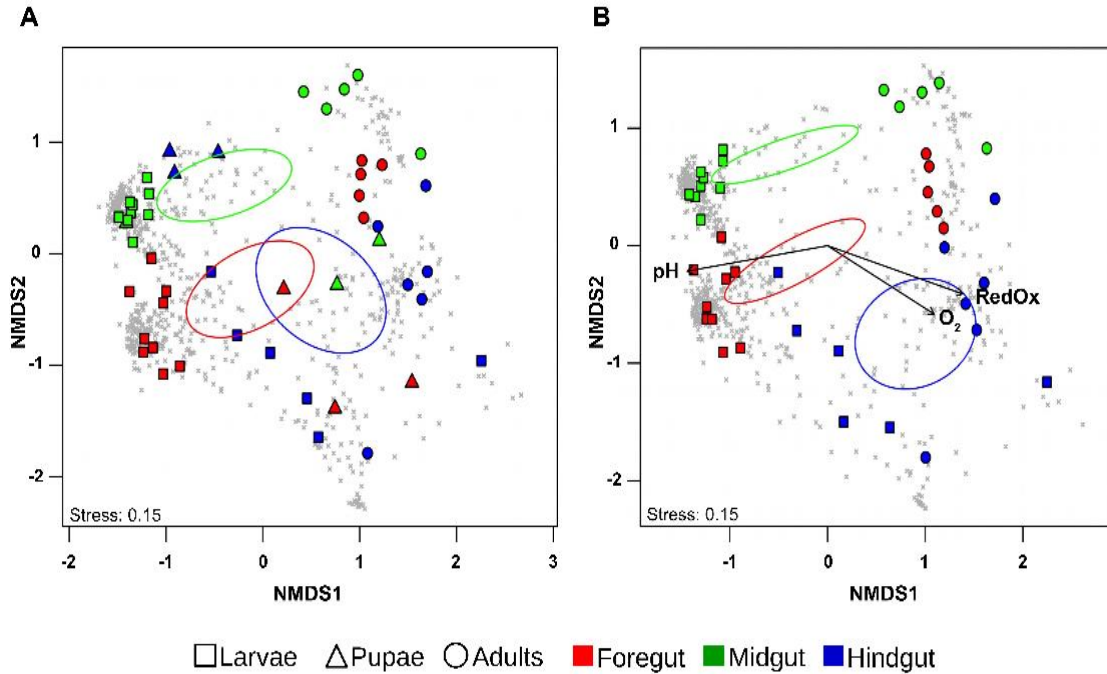 A
B
1
0
-1
-2
NMDS2
Stress: 0.15
-2
-1
0
1
2
3
NMDS1
1
0
-1
-2
NMDS2
pH
RedOx
O2
Stress: 0.15
-1
0
1
2
NMDS1
Larvae Pupae Adults Foregut Midgut Hindgut